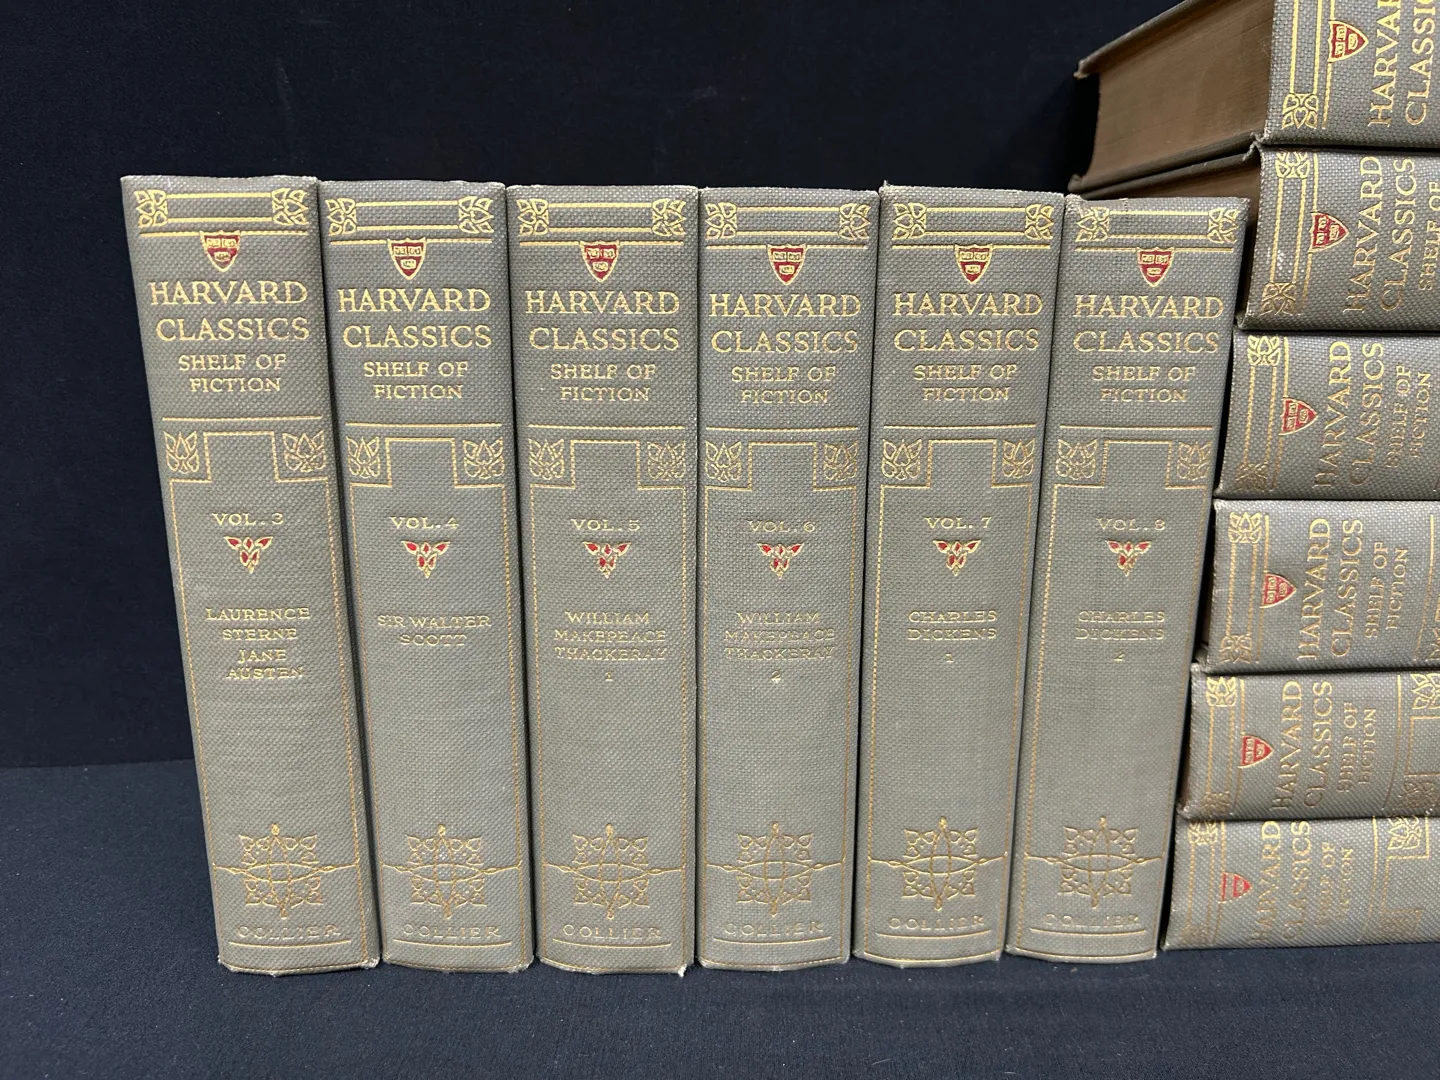 HARVARD
CLASSICS
SHELF OF
FICTION
VOL. 3
LAURENCE
STERNE
JANE
AUSTEN
COLLIER
HARVARD
CLASSICS
SHELF OF
FICTION
VOL. 4
SIR WALTER
SCOTT
COLLIER
HARVARD
CLASSICS
SHELF OF
FICTION
VOL. 5
WILLIAM
MAKEPEACE
THACKERAY
1
COLLIER
HARVARD
CLASSICS
SHELF OF
FICTION
VOL. 6
WILLIAM
MAKEPEACE
THACKERAY
2
COLLIER
HARVARD
CLASSICS
SHELF OF
FICTION
VOL. 7
CHARLES
DICKENS
1
COLLIER
HARVARD
CLASSICS
SHELF OF
FICTION
VOL. 8
CHARLES
DICKENS
2
COLLIER
HARVARD
CLASSICS
SHELF OF
HARVARD
CLASSICS
SHELF OF
FICTION
HARVARD
CLASSICS
SHELF OF
FICTION
HARVARD
CLASSICS
SHELF OF
FICTION
HARVARD
CLASSICS
SHELF OF
FICTION